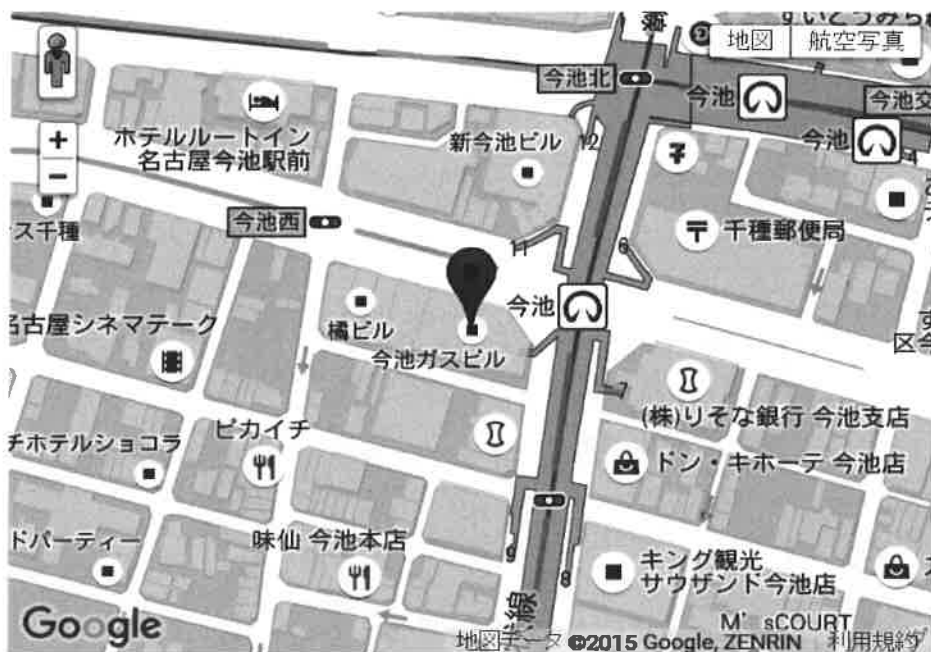 地図
航空写真
今池北
今池
今池交
今池
4
ホテルルートイン
名古屋今池駅前
新今池ビル
12
千種郵便局
ス千種
今池西
11
6
今池
橘ビル
今池ガスビル
名古屋シネマテーク
区今
7
(株)りそな銀行 今池支店
チホテルショコラ
ピカイチ
ドン・キホーテ 今池店
ドパーティー
味仙 今池本店
9
8
キング観光
サウザンド今池店
線
M's COURT
Google
地図データ ©2015 Google, ZENRIN
利用規約